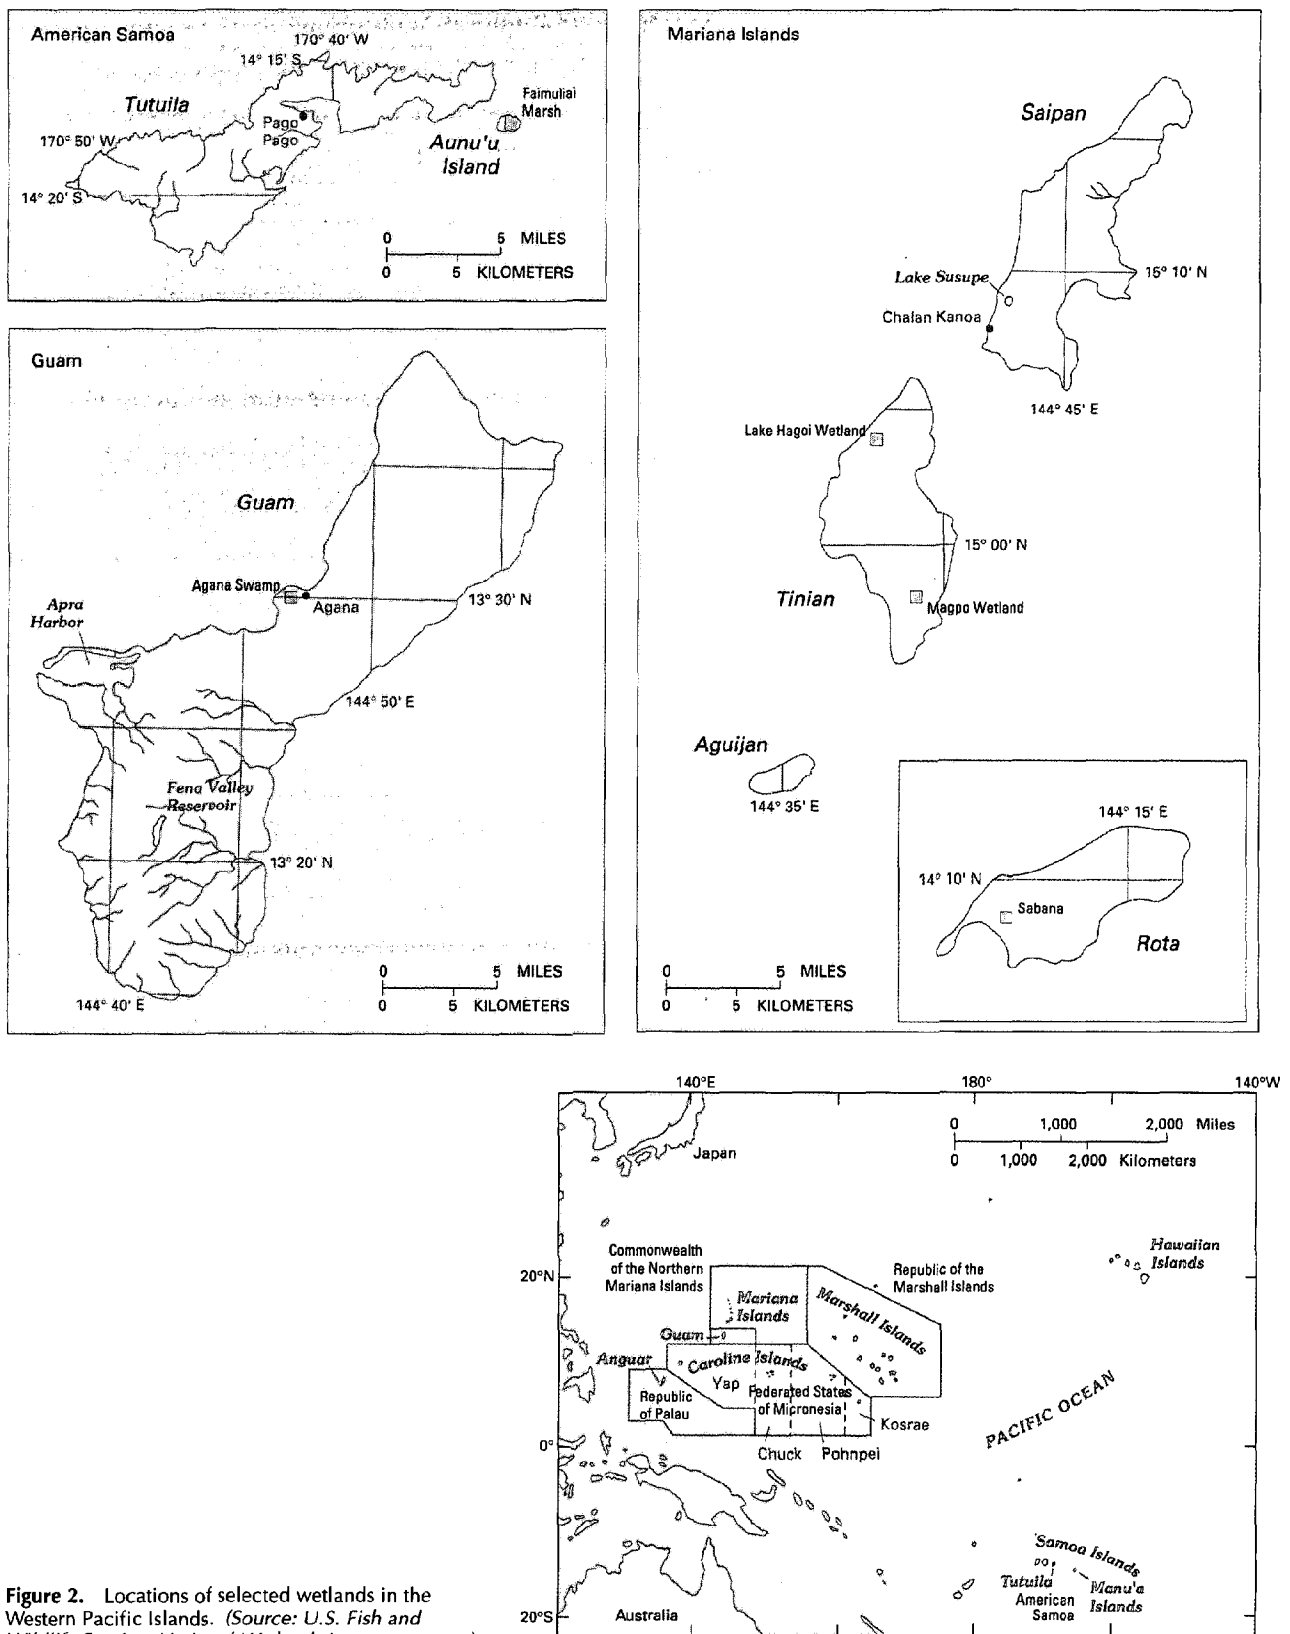 American Samoa
170° 40' W
14° 15' S
Tutuila
Faimuliai
Marsh
Pago
Pago
170° 50' W
Aunu'u
Island
14° 20' S
0 5 MILES
0 5 KILOMETERS
Guam
Guam
Agana Swamp
Agana
13° 30' N
Apra
Harbor
144° 50' E
Fena Valley
Reservoir
13° 20' N
144° 40' E
0 5 MILES
0 5 KILOMETERS
Mariana Islands
Saipan
15° 10' N
Lake Susupe
Chalan Kanoa
144° 45' E
Lake Hagoi Wetland
15° 00' N
Tinian
Magpo Wetland
Aguijan
144° 35' E
144° 15' E
14° 10' N
Sabana
Rota
0 5 MILES
0 5 KILOMETERS
140°E 180° 140°W
0 1,000 2,000 Miles
0 1,000 2,000 Kilometers
Japan
Hawaiian
Islands
Commonwealth
of the Northern
Mariana Islands
20°N
Republic of the
Marshall Islands
Mariana
Islands
Marshall Islands
Guam
Anguar
Caroline Islands
Yap
Federated States
of Micronesia
Republic
of Palau
Kosrae
PACIFIC OCEAN
0°
Chuck Pohnpei
Samoa Islands
Tutuila
American
Samoa
Manu'a
Islands
20°S
Australia
Figure 2. Locations of selected wetlands in the
Western Pacific Islands. (Source: U.S. Fish and